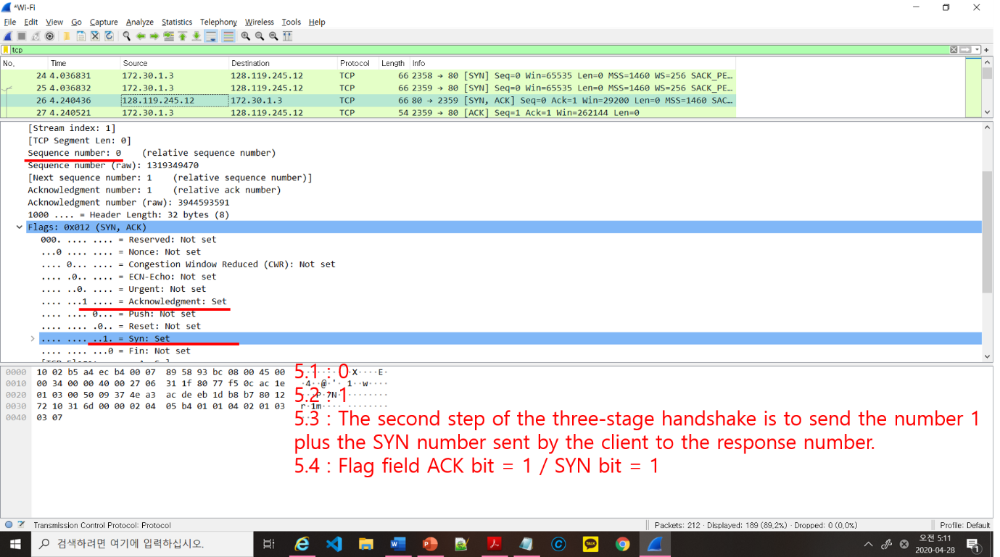 *Wi-Fi
File Edit View Go Capture Analyze Statistics Telephony Wireless Tools Help
tcp
No. Time Source Destination Protocol Length Info
24 4.036831 172.30.1.3 128.119.245.12 TCP 66 2358 → 80 [SYN] Seq=0 Win=65535 Len=0 MSS=1460 WS=256 SACK_PE…
25 4.036832 172.30.1.3 128.119.245.12 TCP 66 2359 → 80 [SYN] Seq=0 Win=65535 Len=0 MSS=1460 WS=256 SACK_PE…
26 4.240436 128.119.245.12 172.30.1.3 TCP 66 80 → 2359 [SYN, ACK] Seq=0 Ack=1 Win=29200 Len=0 MSS=1460 SAC…
27 4.240521 172.30.1.3 128.119.245.12 TCP 54 2359 → 80 [ACK] Seq=1 Ack=1 Win=262144 Len=0
[Stream index: 1]
[TCP Segment Len: 0]
Sequence number: 0 (relative sequence number)
Sequence number (raw): 1319349470
[Next sequence number: 1 (relative sequence number)]
Acknowledgment number: 1 (relative ack number)
Acknowledgment number (raw): 3944593591
1000 .... = Header Length: 32 bytes (8)
Flags: 0x012 (SYN, ACK)
000. .... .... = Reserved: Not set
...0 .... .... = Nonce: Not set
.... 0... .... = Congestion Window Reduced (CWR): Not set
.... .0.. .... = ECN-Echo: Not set
.... ..0. .... = Urgent: Not set
.... ...1 .... = Acknowledgment: Set
.... .... 0... = Push: Not set
.... .... .0.. = Reset: Not set
.... .... ..1. = Syn: Set
.... .... ...0 = Fin: Not set
0000 10 02 b5 a4 ec b4 00 07 89 58 93 bc 08 00 45 00 X····E·
0010 00 34 00 00 40 00 27 06 31 1f 80 77 f5 0c ac 1e ·4··@·'· 1··w····
0020 01 03 00 50 09 37 4e a3 ac de eb 1d b8 b7 80 12 ···P·7N· ········
0030 72 10 31 6d 00 00 02 04 05 b4 01 01 04 02 01 03 r·1m···· ········
0040 03 07
5.1 : 0
5.2 : 1
5.3 : The second step of the three-stage handshake is to send the number 1
plus the SYN number sent by the client to the response number.
5.4 : Flag field ACK bit = 1 / SYN bit = 1
Transmission Control Protocol: Protocol Packets: 212 · Displayed: 189 (89.2%) · Dropped: 0 (0.0%) Profile: Default
검색하려면 여기에 입력하십시오.
TALK
오전 5:11
2020-04-28
1